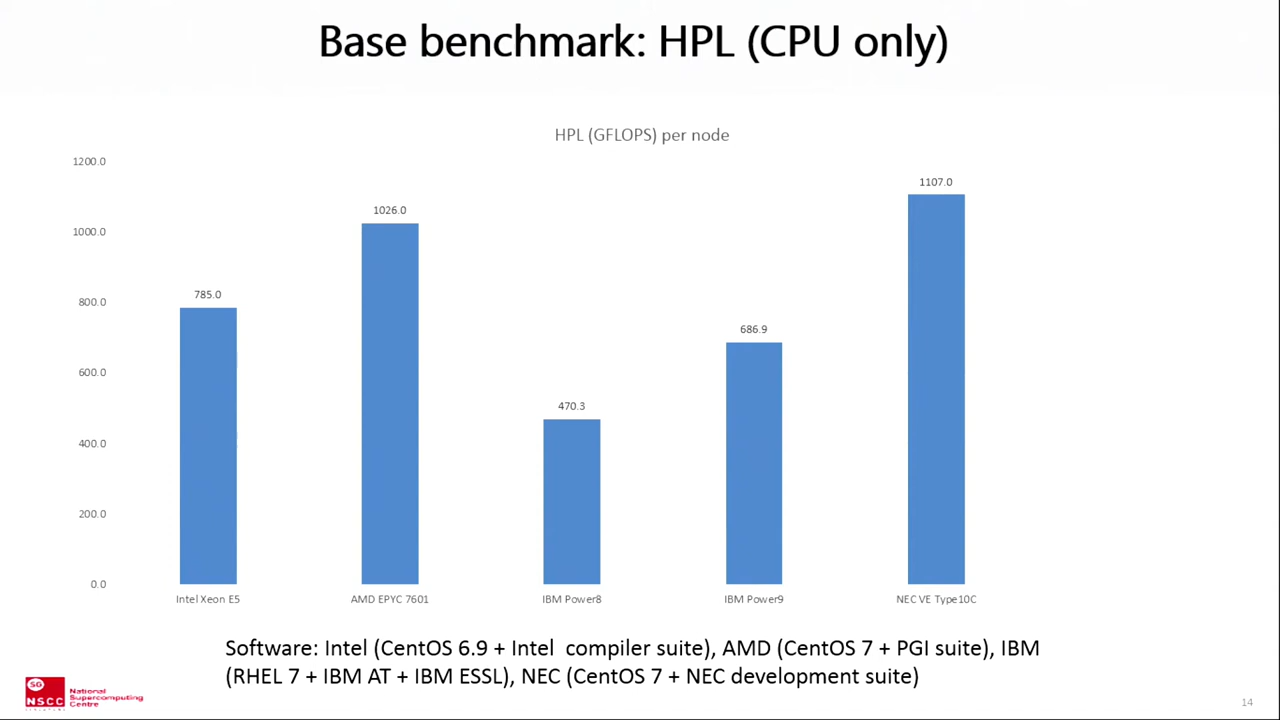 Base benchmark: HPL (CPU only)
HPL (GFLOPS) per node
1200.0
1000.0
800.0
600.0
400.0
200.0
0.0
785.0
1026.0
470.3
686.9
1107.0
Intel Xeon E5
AMD EPYC 7601
IBM Power8
IBM Power9
NEC VE Type10C
Software: Intel (CentOS 6.9 + Intel compiler suite), AMD (CentOS 7 + PGI suite), IBM
(RHEL 7 + IBM AT + IBM ESSL), NEC (CentOS 7 + NEC development suite)
SG
NSCC
National
Supercomputing
Centre
14